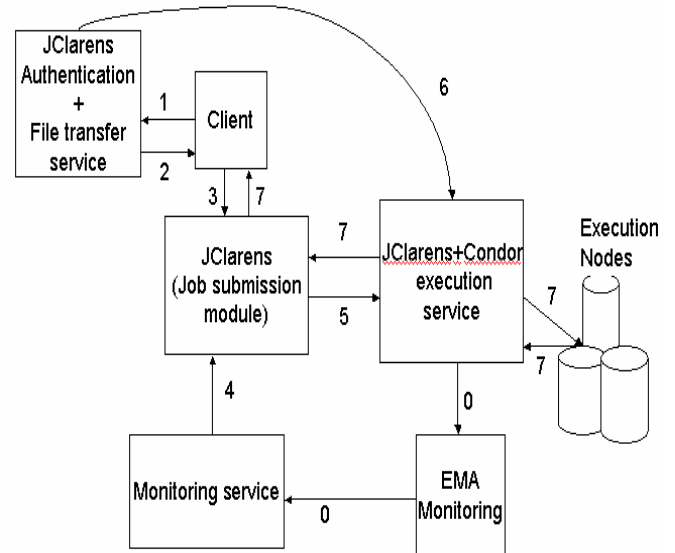 JClarens
Authentication
+
File transfer
service
1
2
Client
6
3
7
JClarens
(Job submission
module)
7
5
JClarens+Condor
execution
service
Execution
Nodes
7
7
4
0
Monitoring service
0
EMA
Monitoring